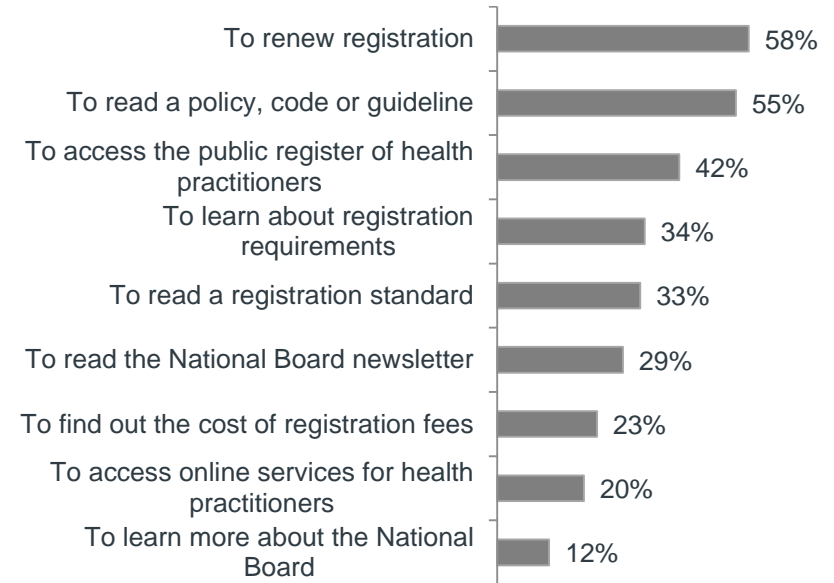 To renew registration 58%
To read a policy, code or guideline 55%
To access the public register of health
practitioners 42%
To learn about registration
requirements 34%
To read a registration standard 33%
To read the National Board newsletter 29%
To find out the cost of registration fees 23%
To access online services for health
practitioners 20%
To learn more about the National
Board 12%